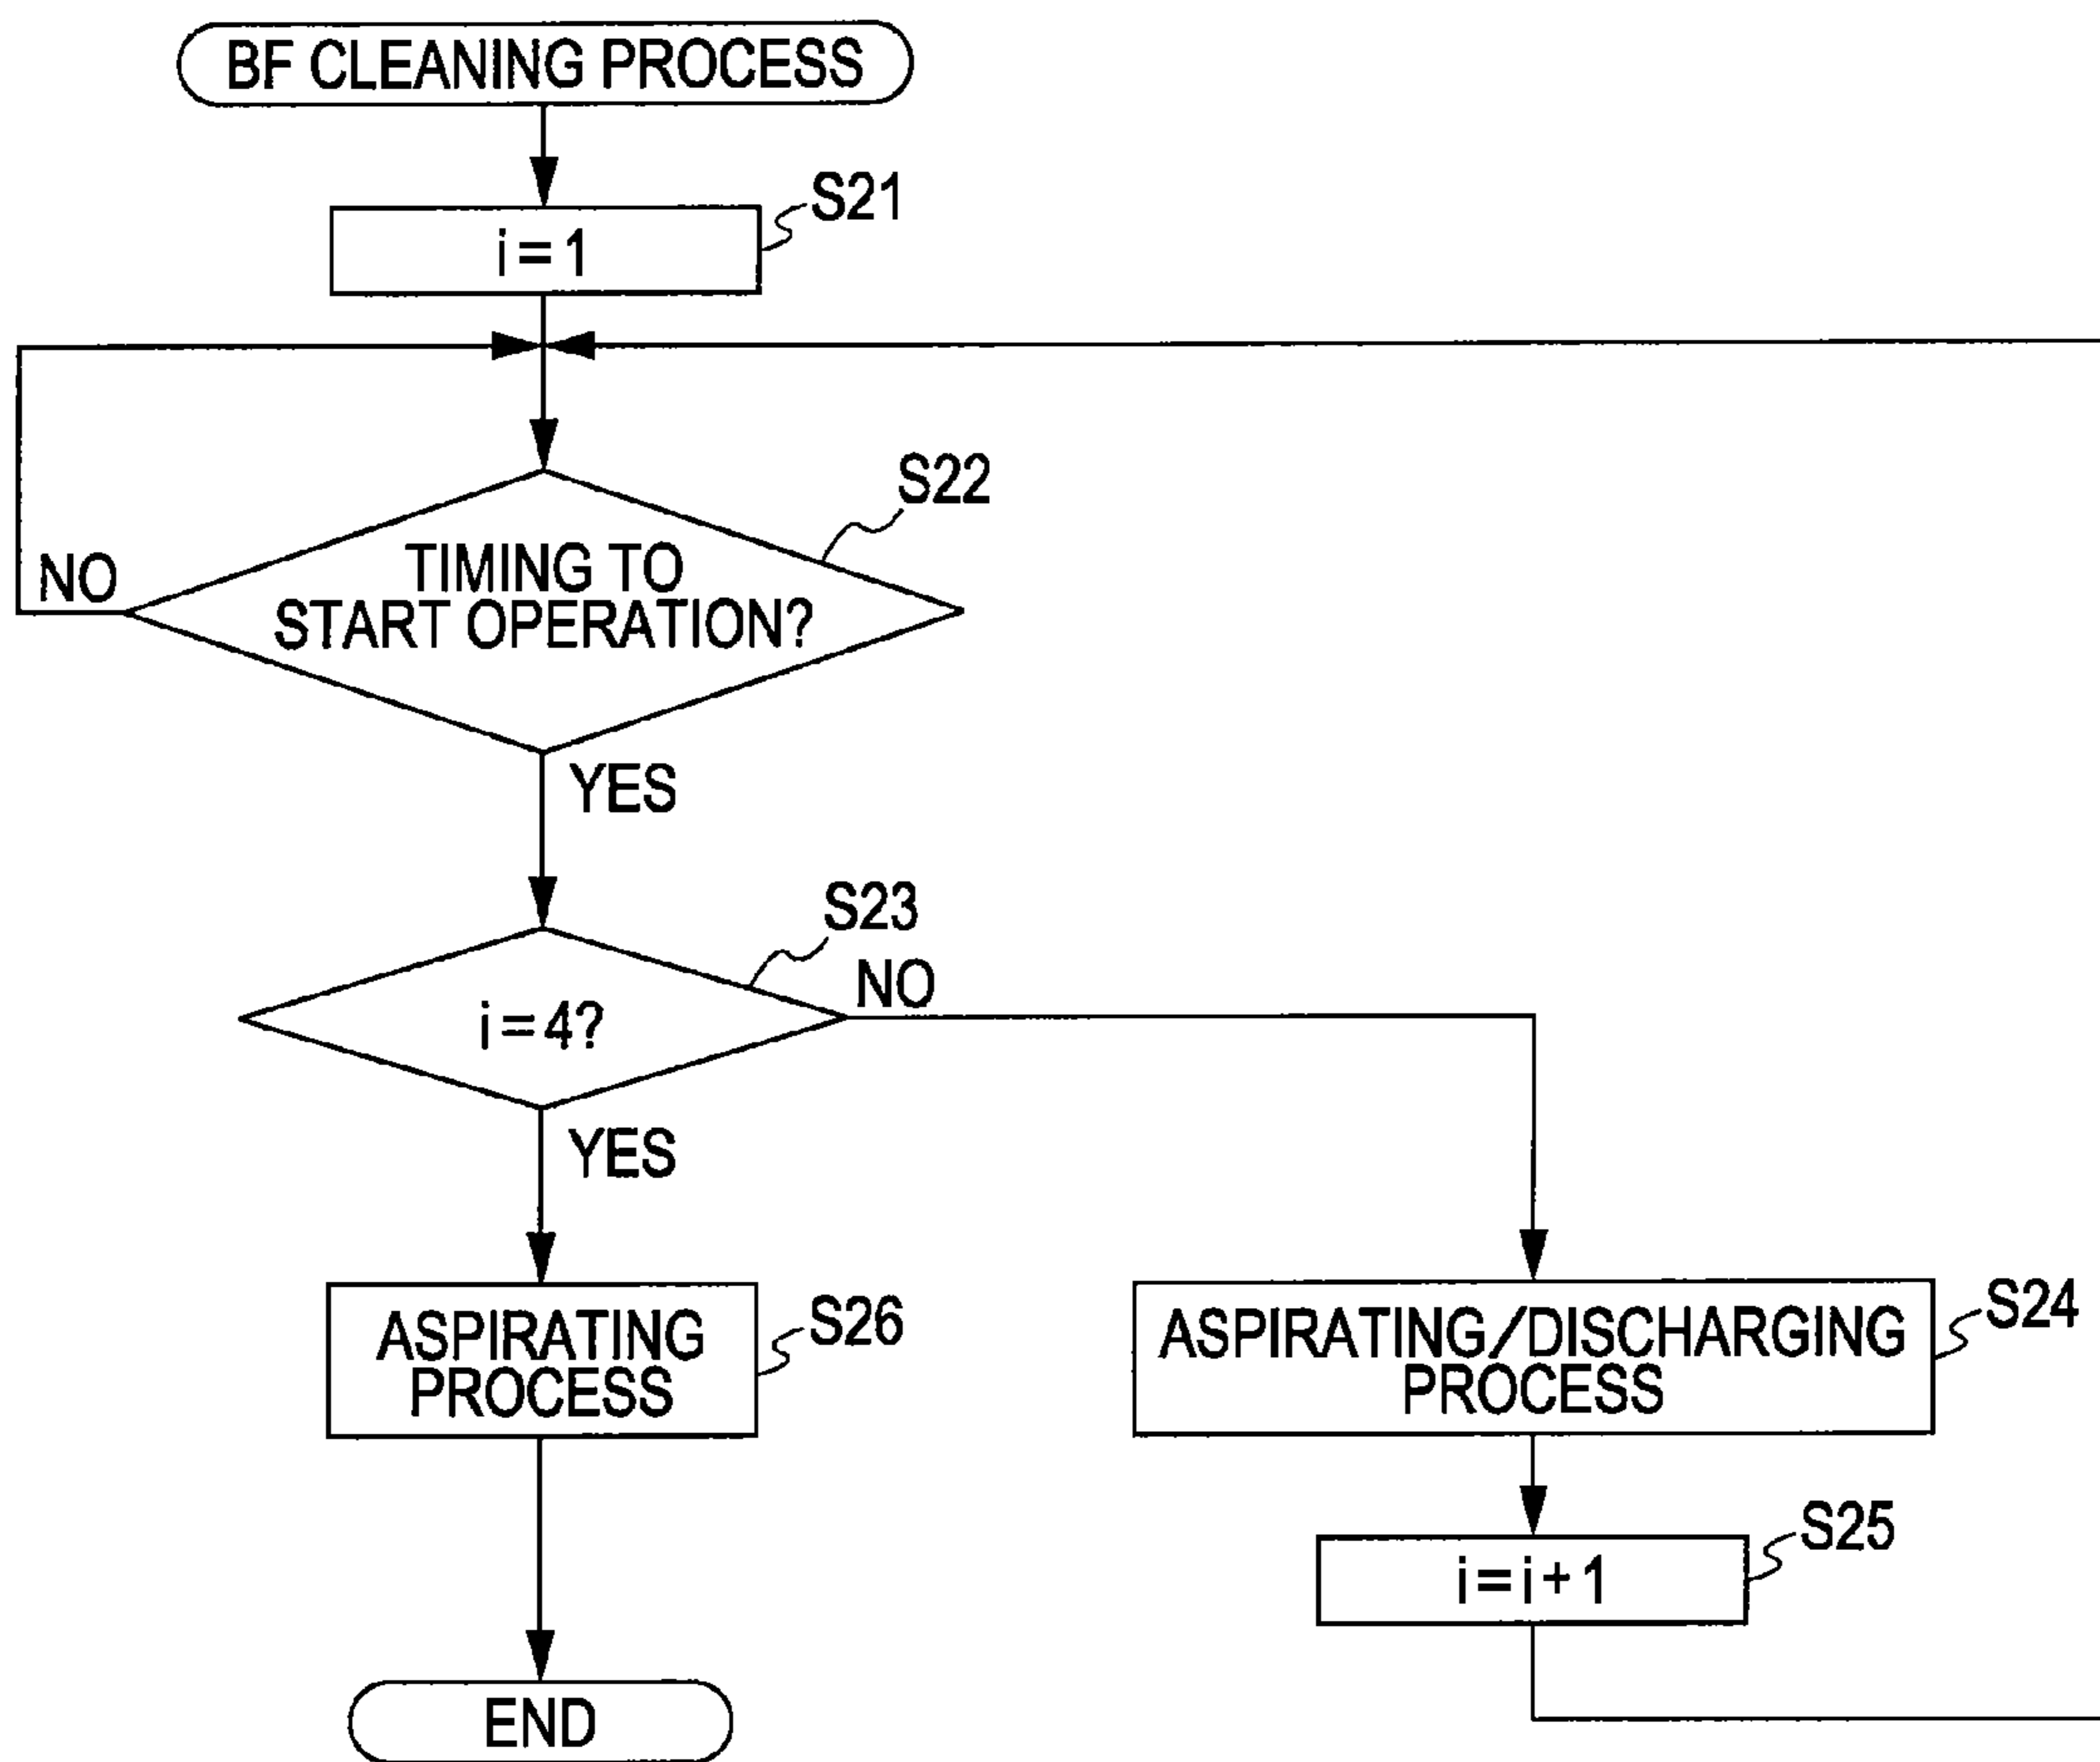 BF CLEANING PROCESS
S21
i=1
S22
TIMING TO
START OPERATION?
NO
YES
S23
i=4?
NO
YES
S26
ASPIRATING
PROCESS
S24
ASPIRATING/DISCHARGING
PROCESS
S25
i=i+1
END